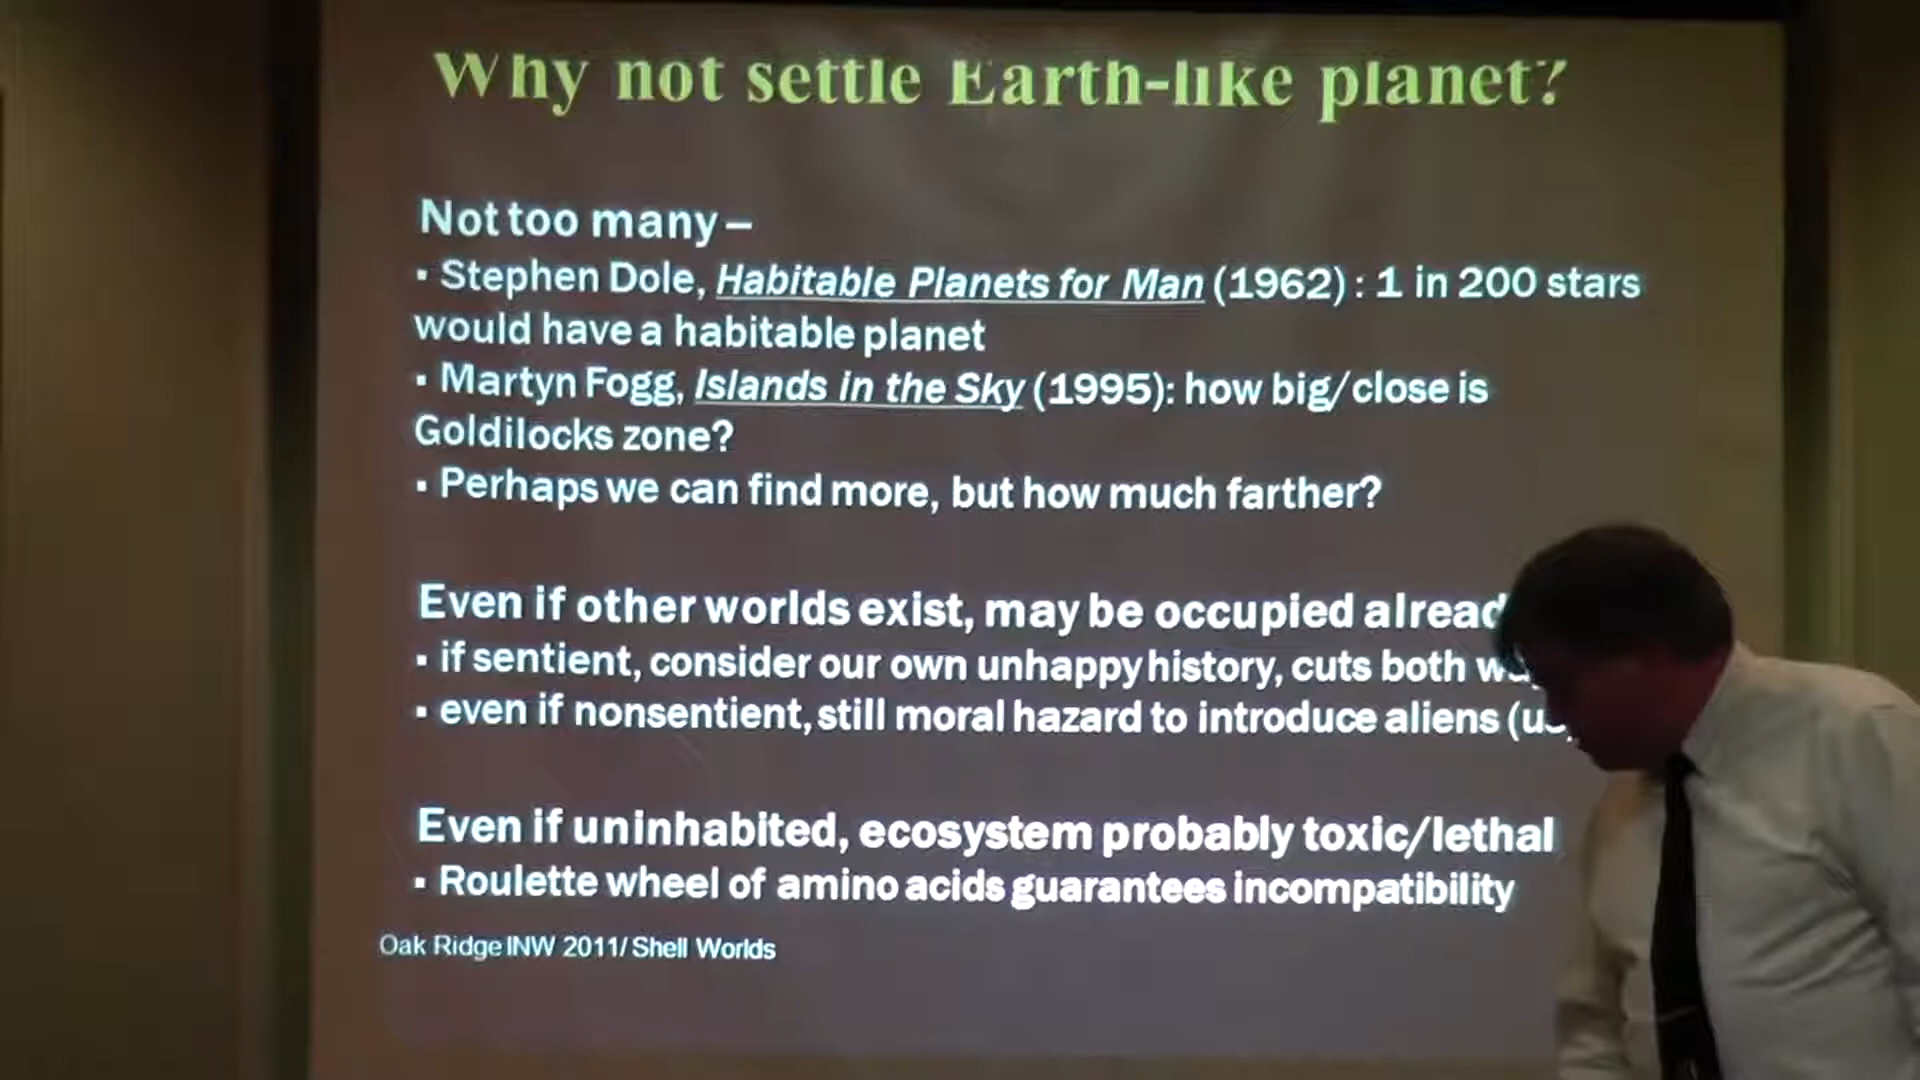 Why not settle Earth-like planet?
Not too many –
▪ Stephen Dole, Habitable Planets for Man (1962) : 1 in 200 stars
would have a habitable planet
▪ Martyn Fogg, Islands in the Sky (1995): how big/close is
Goldilocks zone?
▪ Perhaps we can find more, but how much farther?
Even if other worlds exist, may be occupied alread
▪ if sentient, consider our own unhappy history, cuts both
▪ even if nonsentient, still moral hazard to introduce aliens (us
Even if uninhabited, ecosystem probably toxic/lethal
▪ Roulette wheel of amino acids guarantees incompatibility
Oak Ridge INW 2011/ Shell Worlds